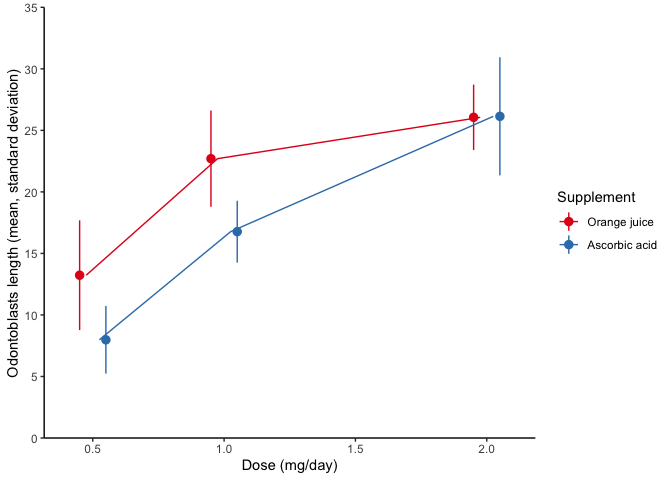 35
30
25
20
15
10
5
0
Odontoblasts length (mean, standard deviation)
0.5
1.0
1.5
2.0
Dose (mg/day)
Supplement
Orange juice
Ascorbic acid